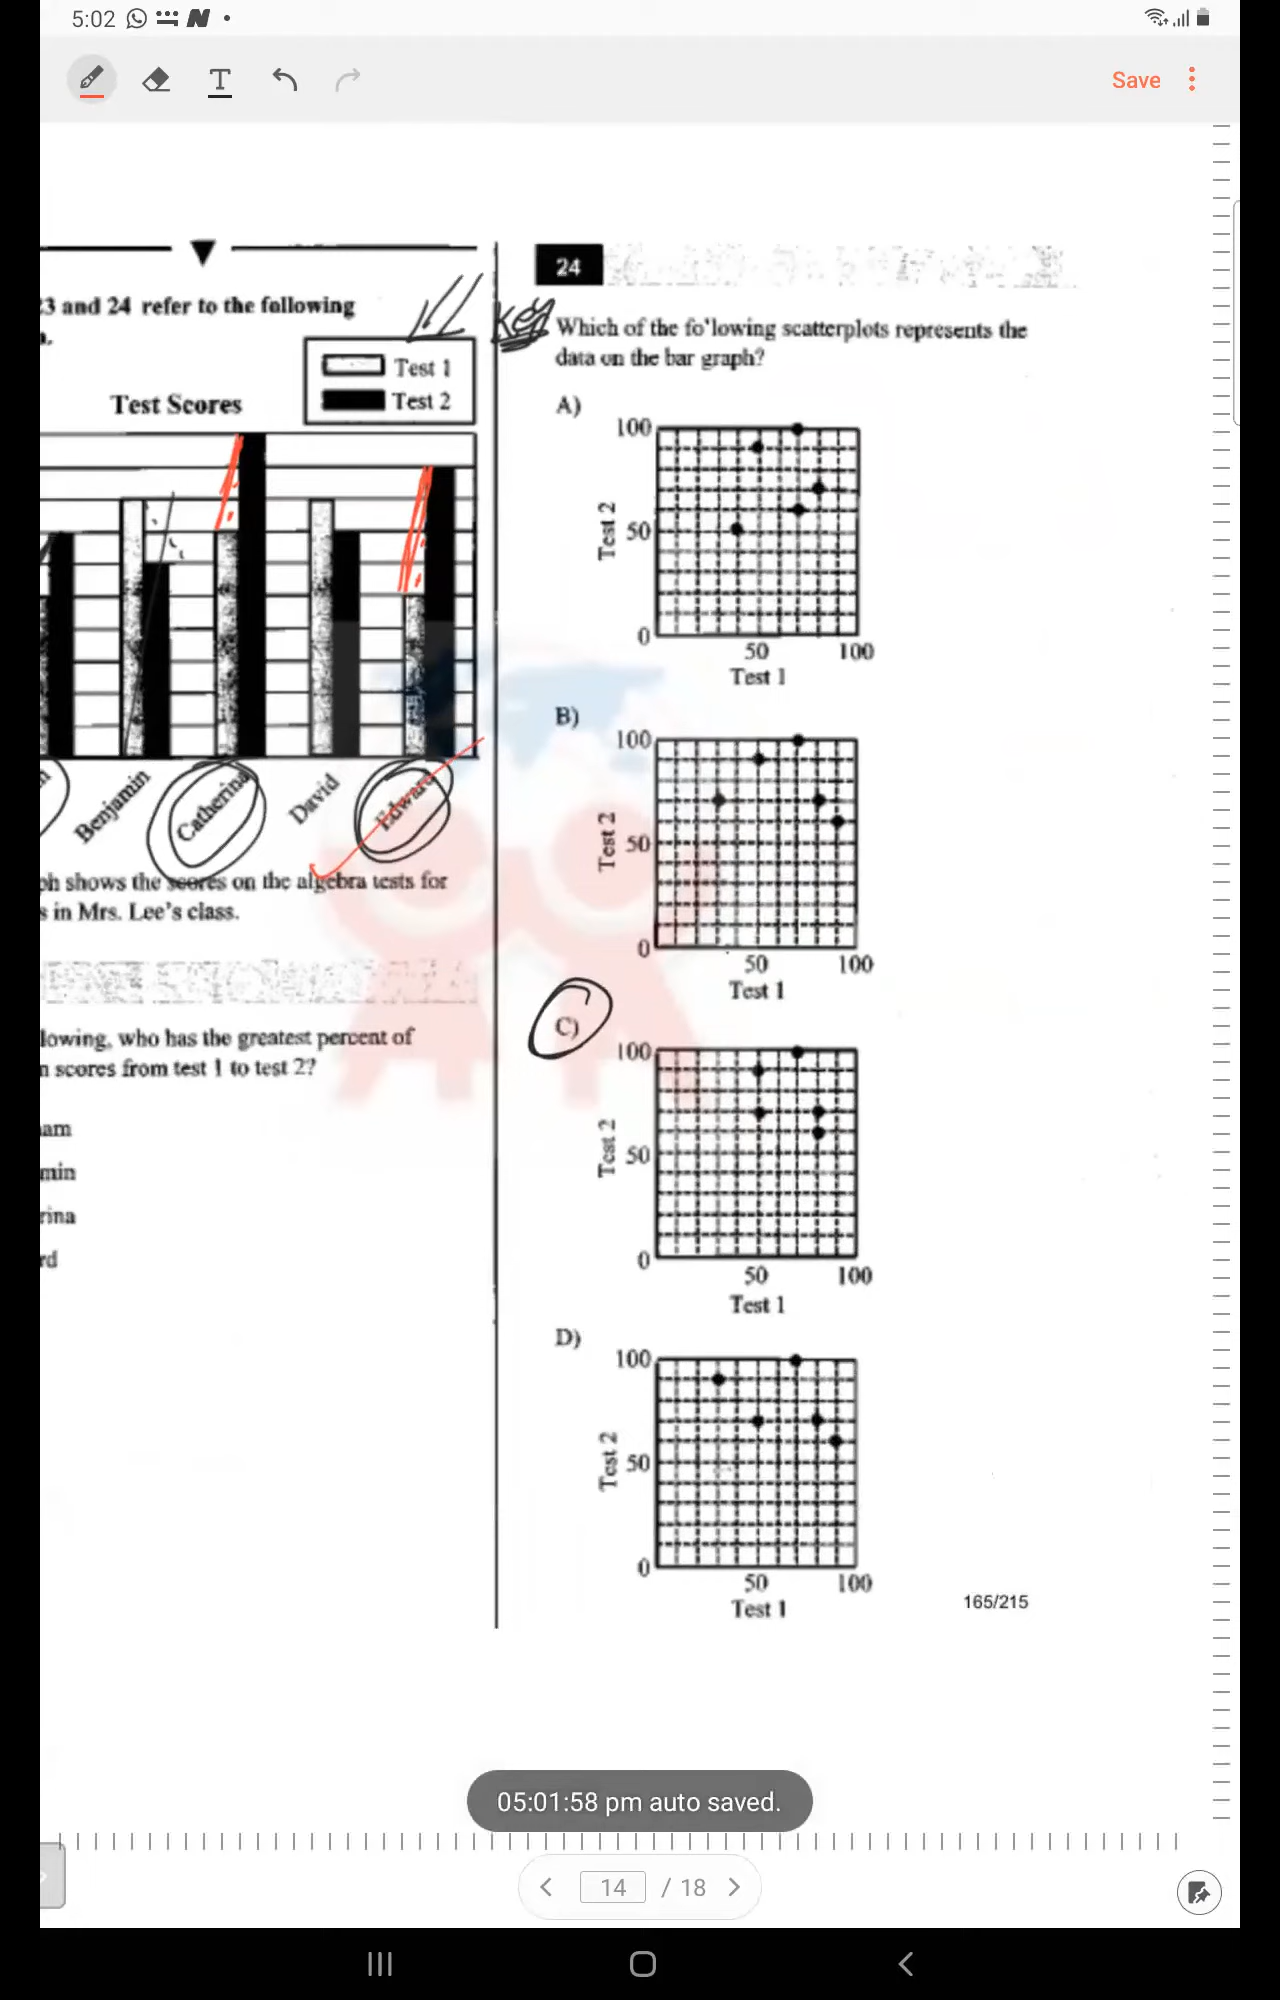 5:02
T
Save
3 and 24 refer to the following
Test 1
Test 2
Test Scores
Benjamin
Catherina
David
Edward
shows the scores on the algebra tests for
s in Mrs. Lee's class.
lowing, who has the greatest percent of
n scores from test 1 to test 2?
am
min
rina
rd
24
key
Which of the fo'lowing scatterplots represents the
data on the bar graph?
A)
100
50
0
Test 2
50 100
Test 1
B)
100
50
0
Test 2
50 100
Test 1
C)
100
50
0
Test 2
50 100
Test 1
D)
100
50
0
Test 2
50 100
Test 1
165/215
05:01:58 pm auto saved.
14 / 18